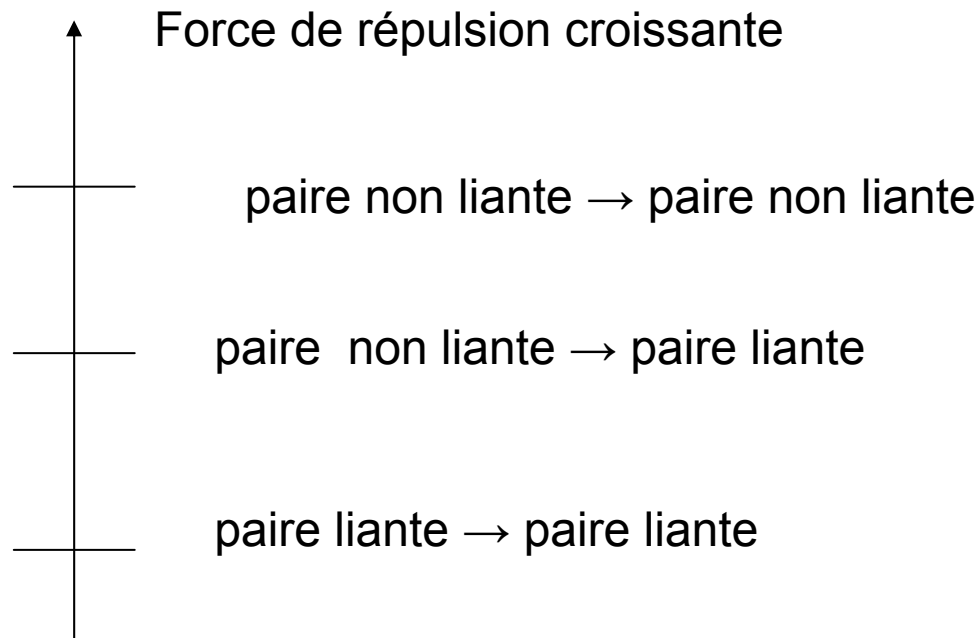 Force de répulsion croissante
paire non liante → paire non liante
paire non liante → paire liante
paire liante → paire liante